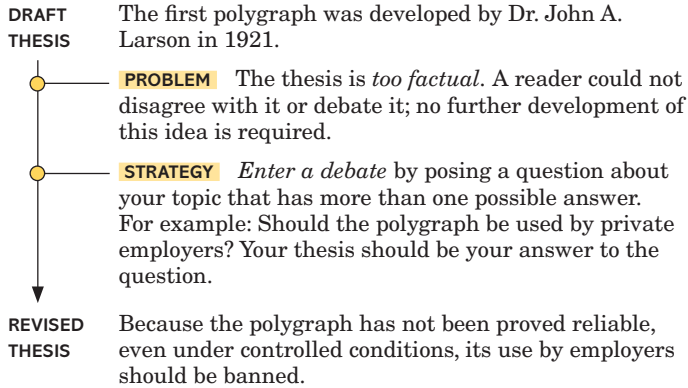 DRAFT THESIS
The first polygraph was developed by Dr. John A.
Larson in 1921.
PROBLEM The thesis is too factual. A reader could not
disagree with it or debate it; no further development of
this idea is required.
STRATEGY Enter a debate by posing a question about
your topic that has more than one possible answer.
For example: Should the polygraph be used by private
employers? Your thesis should be your answer to the
question.
REVISED THESIS
Because the polygraph has not been proved reliable,
even under controlled conditions, its use by employers
should be banned.